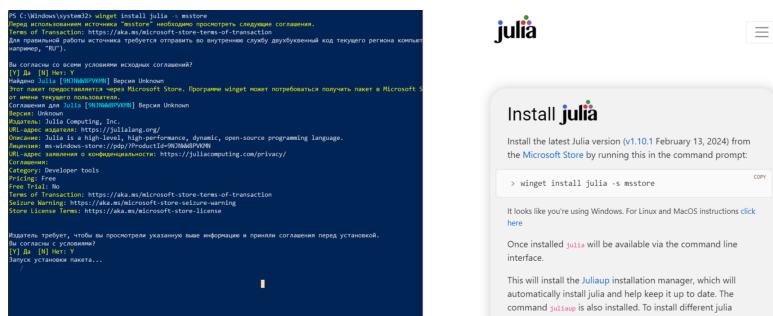 PS C:\Windows\system32> winget install julia -s msstore
Перед использованием источника "msstore" необходимо просмотреть следующие соглашения.
Terms of Transaction: https://aka.ms/microsoft-store-terms-of-transaction
Для правильной работы источника требуется отправить во внутреннюю службу двухбуквенный код текущего региона компьют
например, "RU").
Вы согласны со всеми условиями исходных соглашений?
[Y] Да [N] Нет: Y
Найдено Julia [9NJNWW8PVKMN] Версия Unknown
Этот пакет предоставляется через Microsoft Store. Программе winget может потребоваться получить пакет в Microsoft S
от имени текущего пользователя.
Соглашения для Julia [9NJNWW8PVKMN] Версия Unknown
Версия: Unknown
Издатель: Julia Computing, Inc.
URL-адрес издателя: https://julialang.org/
Описание: Julia is a high-level, high-performance, dynamic, open-source programming language.
Лицензия: ms-windows-store://pdp/?ProductId=9NJNWW8PVKMN
URL-адрес заявления о конфиденциальности: https://juliacomputing.com/privacy/
Соглашения:
Category: Developer tools
Pricing: Free
Free Trial: No
Terms of Transaction: https://aka.ms/microsoft-store-terms-of-transaction
Seizure Warning: https://aka.ms/microsoft-store-seizure-warning
Store License Terms: https://aka.ms/microsoft-store-license
Издатель требует, чтобы вы просмотрели указанную выше информацию и приняли соглашения перед установкой.
Вы согласны с условиями?
[Y] Да [N] Нет: Y
Запуск установки пакета...
/
julia
Install julia
Install the latest Julia version (v1.10.1 February 13, 2024) from
the Microsoft Store by running this in the command prompt:
COPY
> winget install julia -s msstore
It looks like you're using Windows. For Linux and MacOS instructions click
here
Once installed julia will be available via the command line
interface.
This will install the Juliaup installation manager, which will
automatically install julia and help keep it up to date. The
command juliaup is also installed. To install different julia